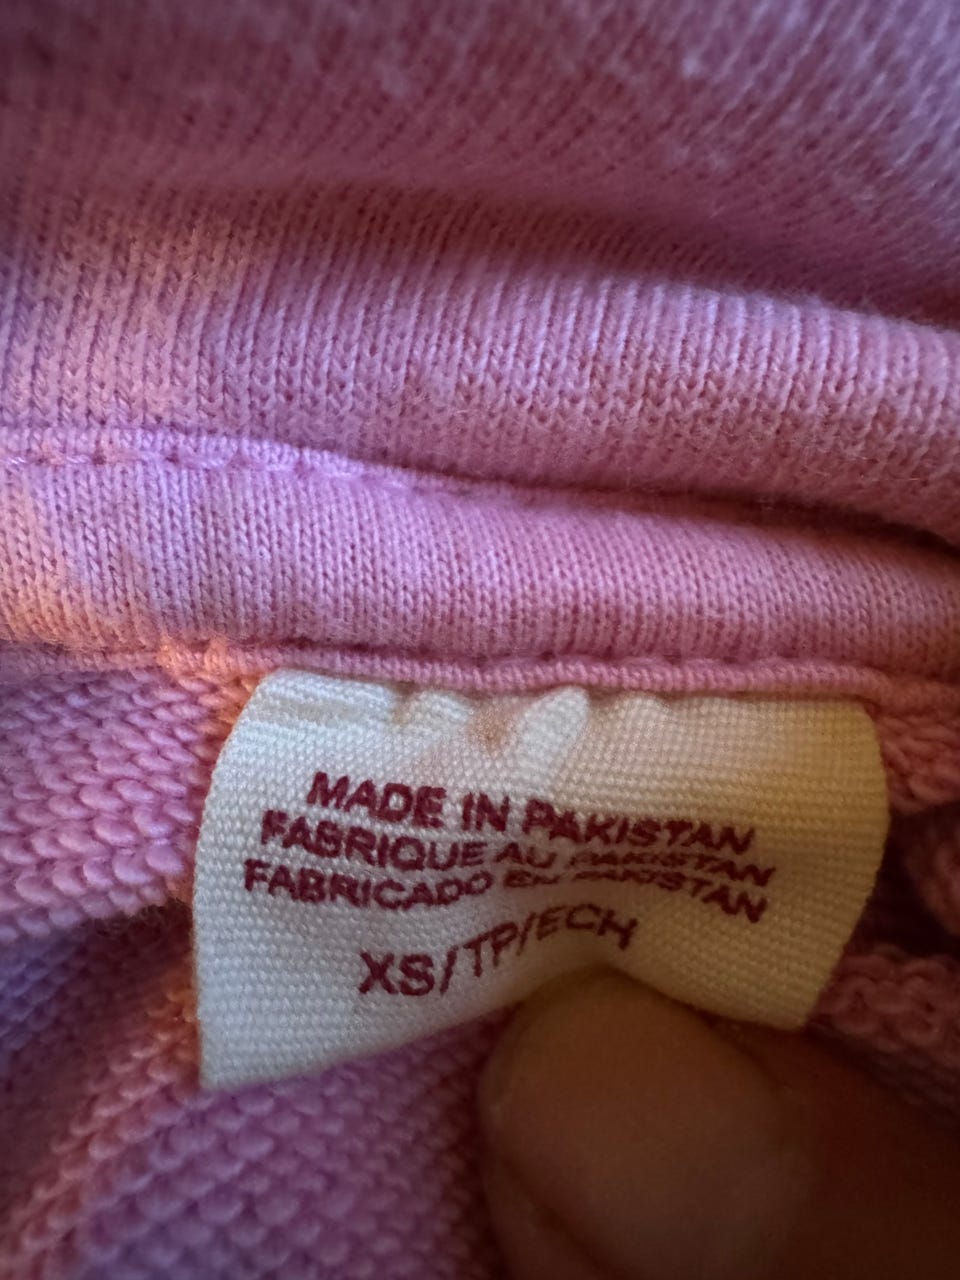 MADE IN PAKISTAN
FABRIQUE AU PAKISTAN
FABRICADO EN PAKISTAN
XS/TP/ECH